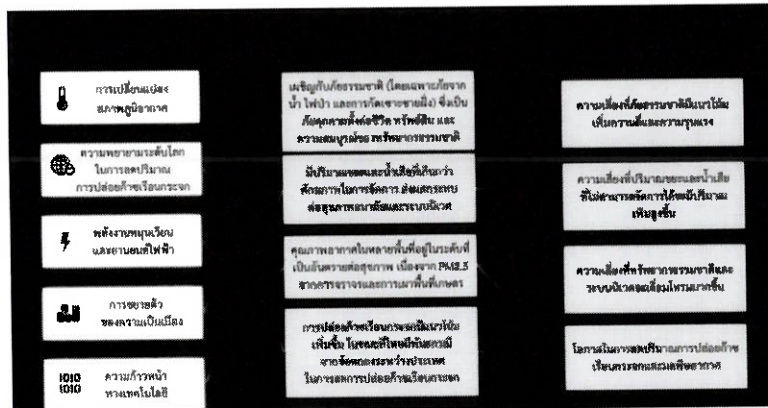 การเปลี่ยนแปลง
สภาพภูมิอากาศ
ความพยายามระดับโลก
ในการลดปริมาณ
การปล่อยก๊าซเรือนกระจก
พลังงานหมุนเวียน
และยานยนต์ไฟฟ้า
การขยายตัว
ของความเป็นเมือง
1010
1010
ความก้าวหน้า
ทางเทคโนโลยี
เผชิญกับภัยธรรมชาติ (โดยเฉพาะภัยจาก
น้ำ ไฟป่า และการกัดเซาะชายฝั่ง) ซึ่งเป็น
ภัยคุกคามทั้งต่อชีวิต ทรัพย์สิน และ
ความสมบูรณ์ของทรัพยากรธรรมชาติ
มีปริมาณขยะและน้ำเสียที่เกินกว่า
ศักยภาพในการจัดการ ส่งผลกระทบ
ต่อสุขภาพอนามัยและระบบนิเวศ
คุณภาพอากาศในหลายพื้นที่อยู่ในระดับที่
เป็นอันตรายต่อสุขภาพ เนื่องจาก PM2.5
จากการจราจรและการเผาพื้นที่เกษตร
การปล่อยก๊าซเรือนกระจกมีแนวโน้ม
เพิ่มขึ้น ในขณะที่ไทยมีพันธกรณี
จากข้อตกลงระหว่างประเทศ
ในการลดการปล่อยก๊าซเรือนกระจก
ความเสี่ยงที่ภัยธรรมชาติมีแนวโน้ม
เพิ่มความถี่และความรุนแรง
ความเสี่ยงที่ปริมาณขยะและน้ำเสีย
ที่ไม่สามารถจัดการได้จะมีปริมาณ
เพิ่มสูงขึ้น
ความเสี่ยงที่ทรัพยากรธรรมชาติและ
ระบบนิเวศจะเสื่อมโทรมมากขึ้น
โอกาสในการลดปริมาณการปล่อยก๊าซ
เรือนกระจกและมลพิษอากาศ